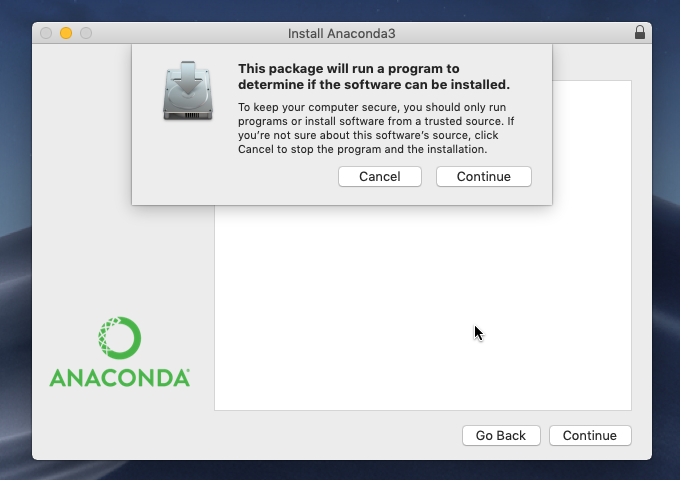 Install Anaconda3
This package will run a program to
determine if the software can be installed.
To keep your computer secure, you should only run
programs or install software from a trusted source. If
you’re not sure about this software’s source, click
Cancel to stop the program and the installation.
Cancel
Continue
ANACONDA®
Go Back
Continue